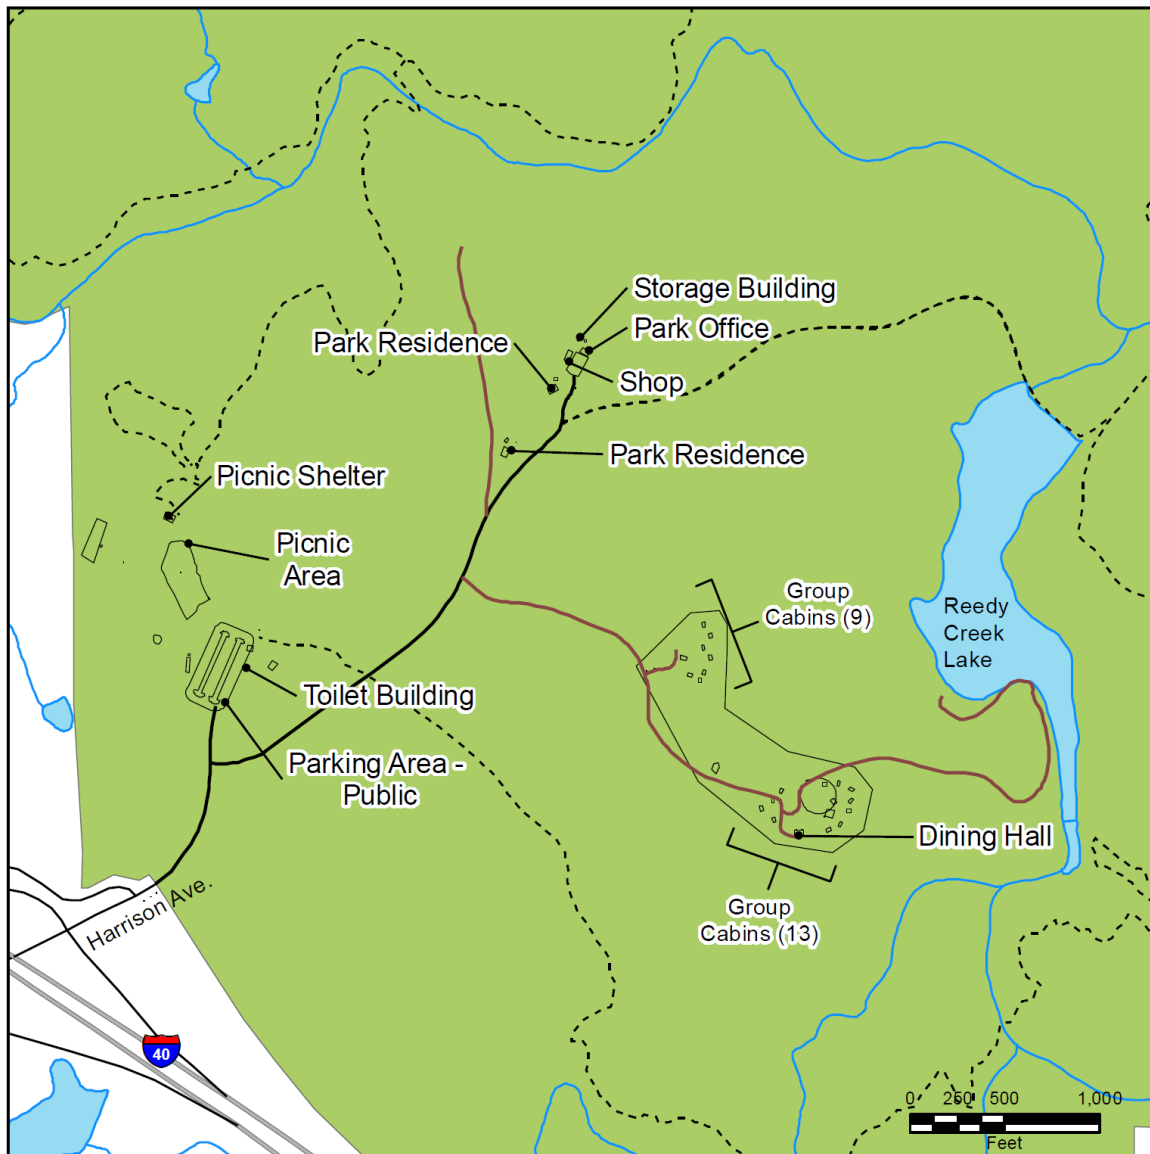 Storage Building
Park Office
Park Residence
Shop
Park Residence
Picnic Shelter
Picnic
Area
Group
Cabins (9)
Reedy
Creek
Lake
Toilet Building
Parking Area -
Public
Dining Hall
Harrison Ave.
Group
Cabins (13)
40
0 250 500 1,000
Feet